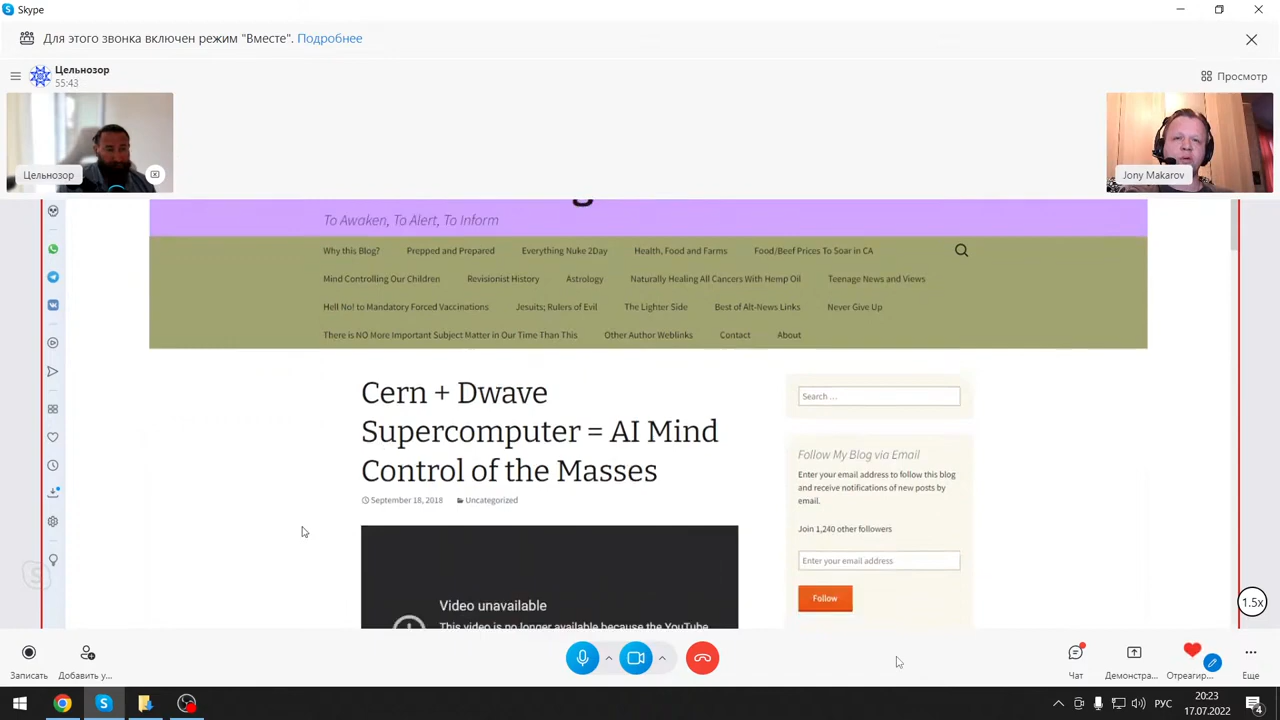 Skype
Для этого звонка включен режим "Вместе". Подробнее
Цельнозор
55:43
Просмотр
Цельнозор
Jony Makarov
To Awaken, To Alert, To Inform
Why this Blog? Prepped and Prepared Everything Nuke 2Day Health, Food and Farms Food/Beef Prices To Soar in CA
Mind Controlling Our Children Revisionist History Astrology Naturally Healing All Cancers With Hemp Oil Teenage News and Views
Hell No! to Mandatory Forced Vaccinations Jesuits; Rulers of Evil The Lighter Side Best of Alt-News Links Never Give Up
There is NO More Important Subject Matter in Our Time Than This Other Author Weblinks Contact About
Cern + Dwave
Supercomputer = AI Mind
Control of the Masses
September 18, 2018 Uncategorized
Search …
Follow My Blog via Email
Enter your email address to follow this blog
and receive notifications of new posts by
email.
Join 1,240 other followers
Enter your email address
Follow
Video unavailable
This video is no longer available because the YouTube
1.5x
Записать
Добавить у...
Чат
Демонстра...
Отреагир...
Еще
РУС
20:23
17.07.2022
4